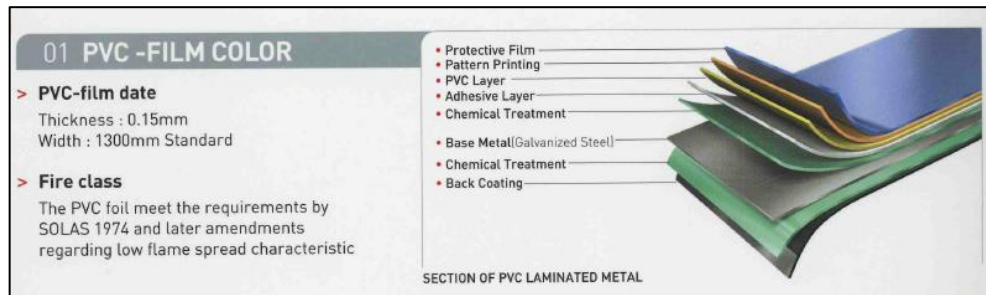 01 PVC -FILM COLOR
> PVC-film date
Thickness : 0.15mm
Width : 1300mm Standard
> Fire class
The PVC foil meet the requirements by
SOLAS 1974 and later amendments
regarding low flame spread characteristic
• Protective Film
• Pattern Printing
• PVC Layer
• Adhesive Layer
• Chemical Treatment
• Base Metal(Galvanized Steel)
• Chemical Treatment
• Back Coating
SECTION OF PVC LAMINATED METAL